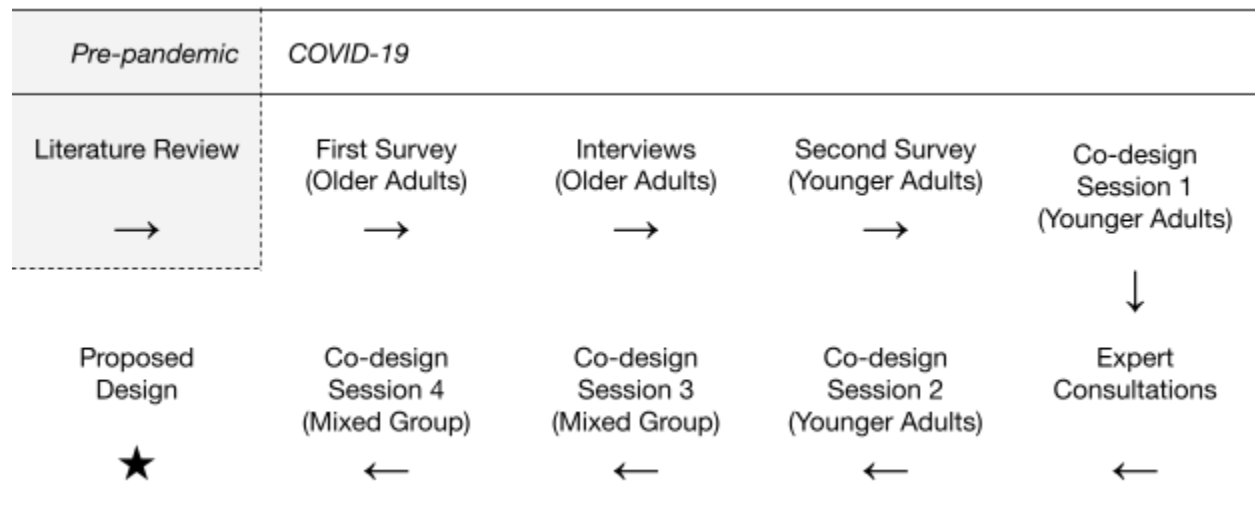 Pre-pandemic
COVID-19
Literature Review
First Survey
(Older Adults)
Interviews
(Older Adults)
Second Survey
(Younger Adults)
Co-design
Session 1
(Younger Adults)
Expert
Consultations
Co-design
Session 2
(Younger Adults)
Co-design
Session 3
(Mixed Group)
Co-design
Session 4
(Mixed Group)
Proposed
Design